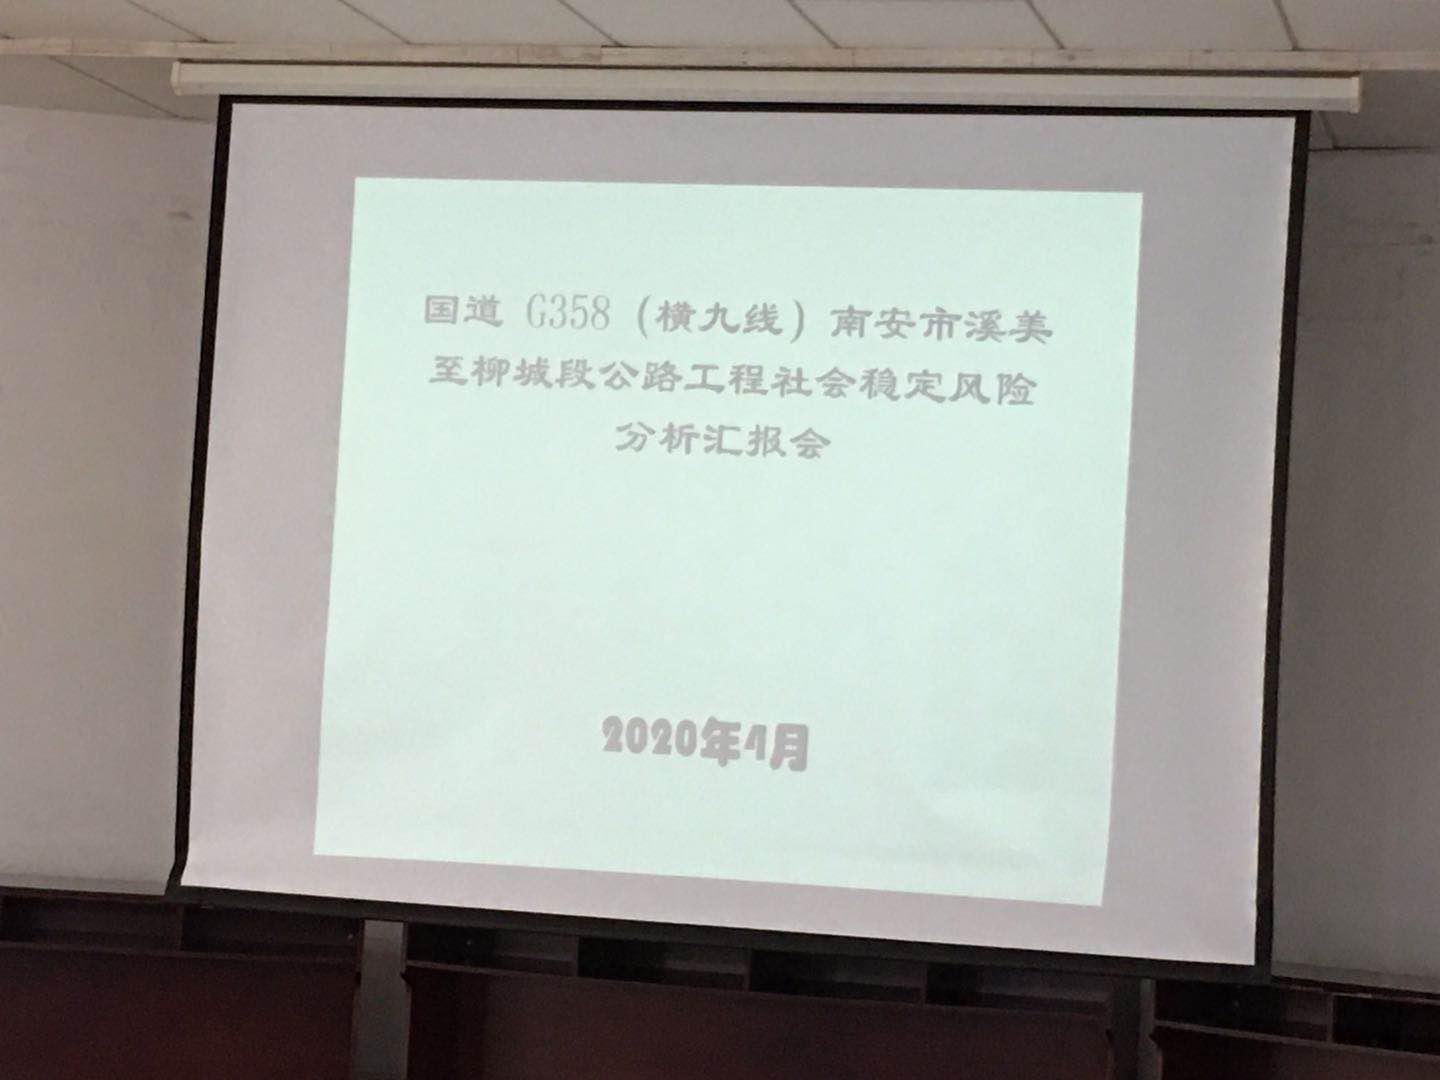 国道 G358（横九线）南安市溪美
至柳城段公路工程社会稳定风险
分析汇报会
2020年4月